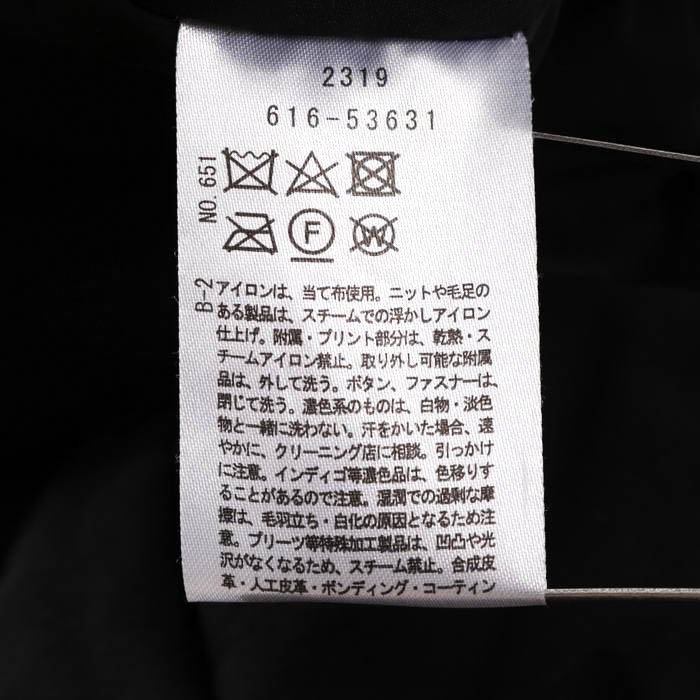 2319
616-53631
NO.651
F
W
B-2
アイロンは、当て布使用。ニットや毛足の
ある製品は、スチームでの浮かしアイロン
仕上げ。附属・プリント部分は、乾熱・ス
チームアイロン禁止。取り外し可能な附属
品は、外して洗う。ボタン、ファスナーは、
閉じて洗う。濃色系のものは、白物・淡色
物と一緒に洗わない。汗をかいた場合、速
やかに、クリーニング店に相談。引っかけ
に注意。インディゴ等濃色品は、色移りす
ることがあるので注意。湿潤での過剰な摩
擦は、毛羽立ち・白化の原因となるため注
意。プリーツ等特殊加工製品は、凹凸や光
沢がなくなるため、スチーム禁止。合成皮
革・人工皮革・ボンディング・コーティン